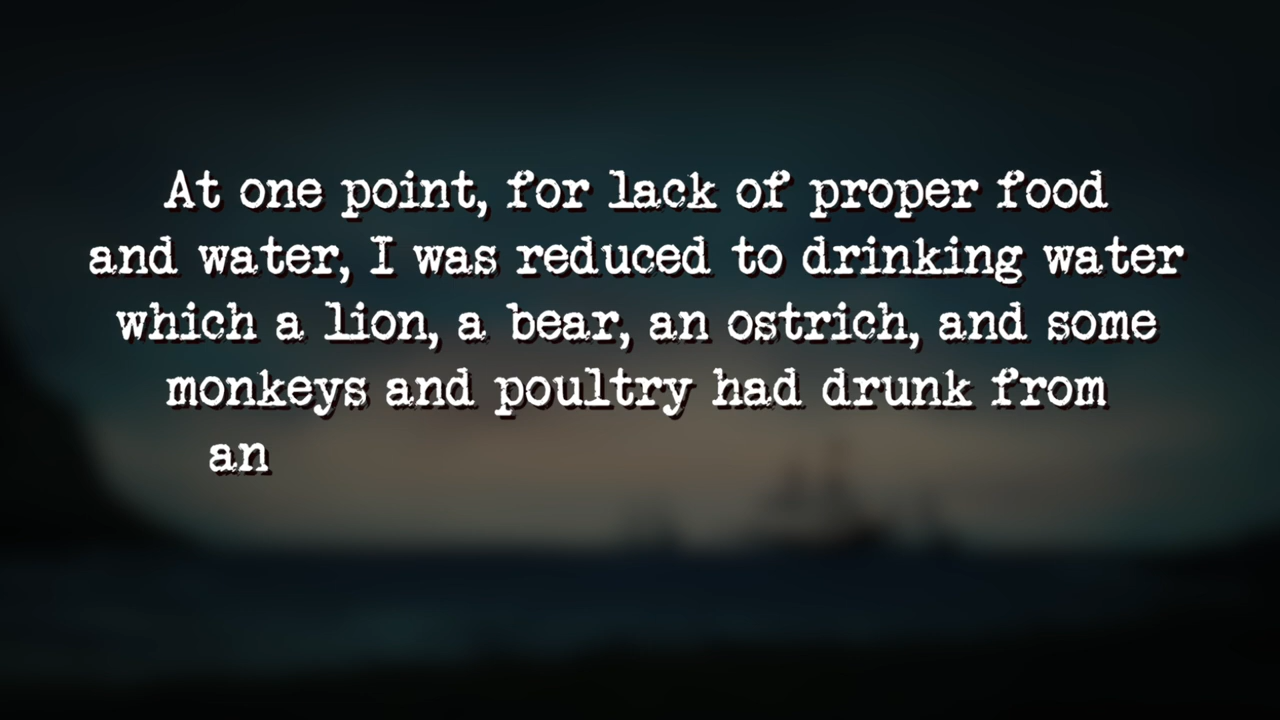 At one point, for lack of proper food
and water, I was reduced to drinking water
which a lion, a bear, an ostrich, and some
monkeys and poultry had drunk from
an